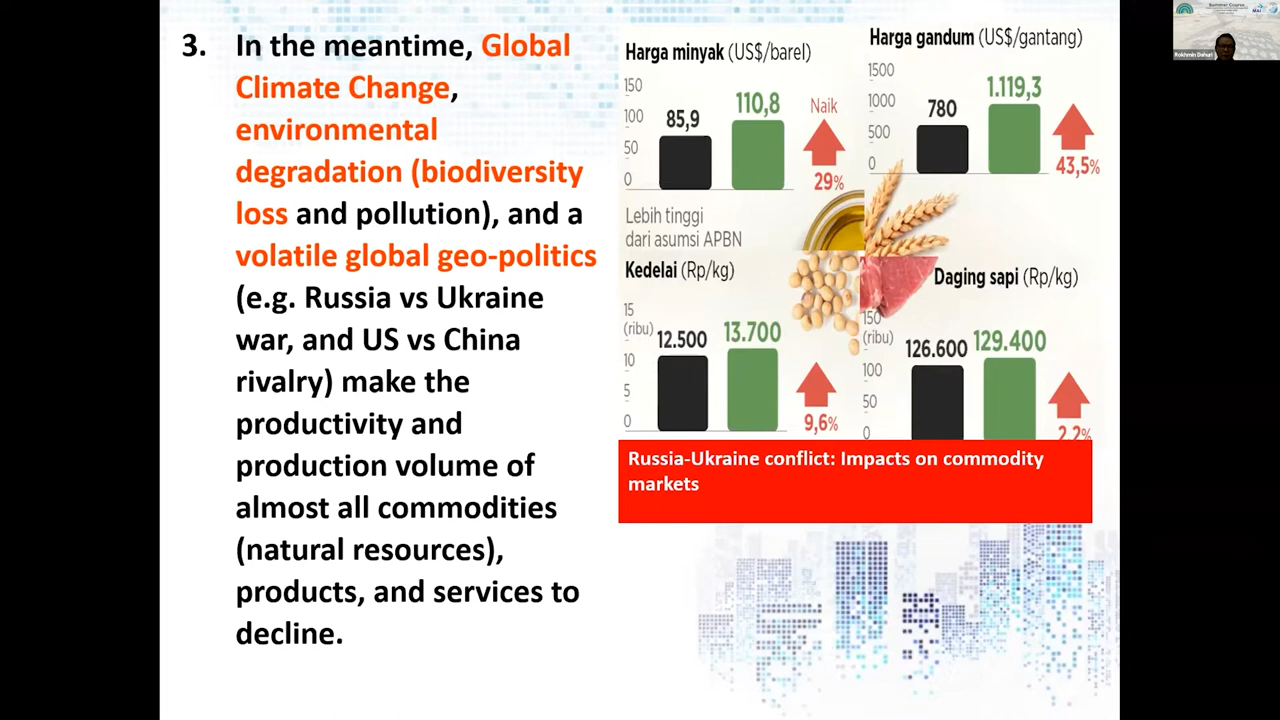 3. In the meantime, Global
Climate Change,
environmental
degradation (biodiversity
loss and pollution), and a
volatile global geo-politics
(e.g. Russia vs Ukraine
war, and US vs China
rivalry) make the
productivity and
production volume of
almost all commodities
(natural resources),
products, and services to
decline.
Harga minyak (US$/barel)
150
100
50
0
85,9
110,8
Naik
29%
Lebih tinggi
dari asumsi APBN
Harga gandum (US$/gantang)
1500
1000
500
0
780
1.119,3
43,5%
Kedelai (Rp/kg)
15
(ribu)
10
5
0
12.500
13.700
9,6%
Daging sapi (Rp/kg)
150
(ribu)
100
50
0
126.600
129.400
2,2%
Russia-Ukraine conflict: Impacts on commodity
markets
Summer Course
Rokhmin Dahuri